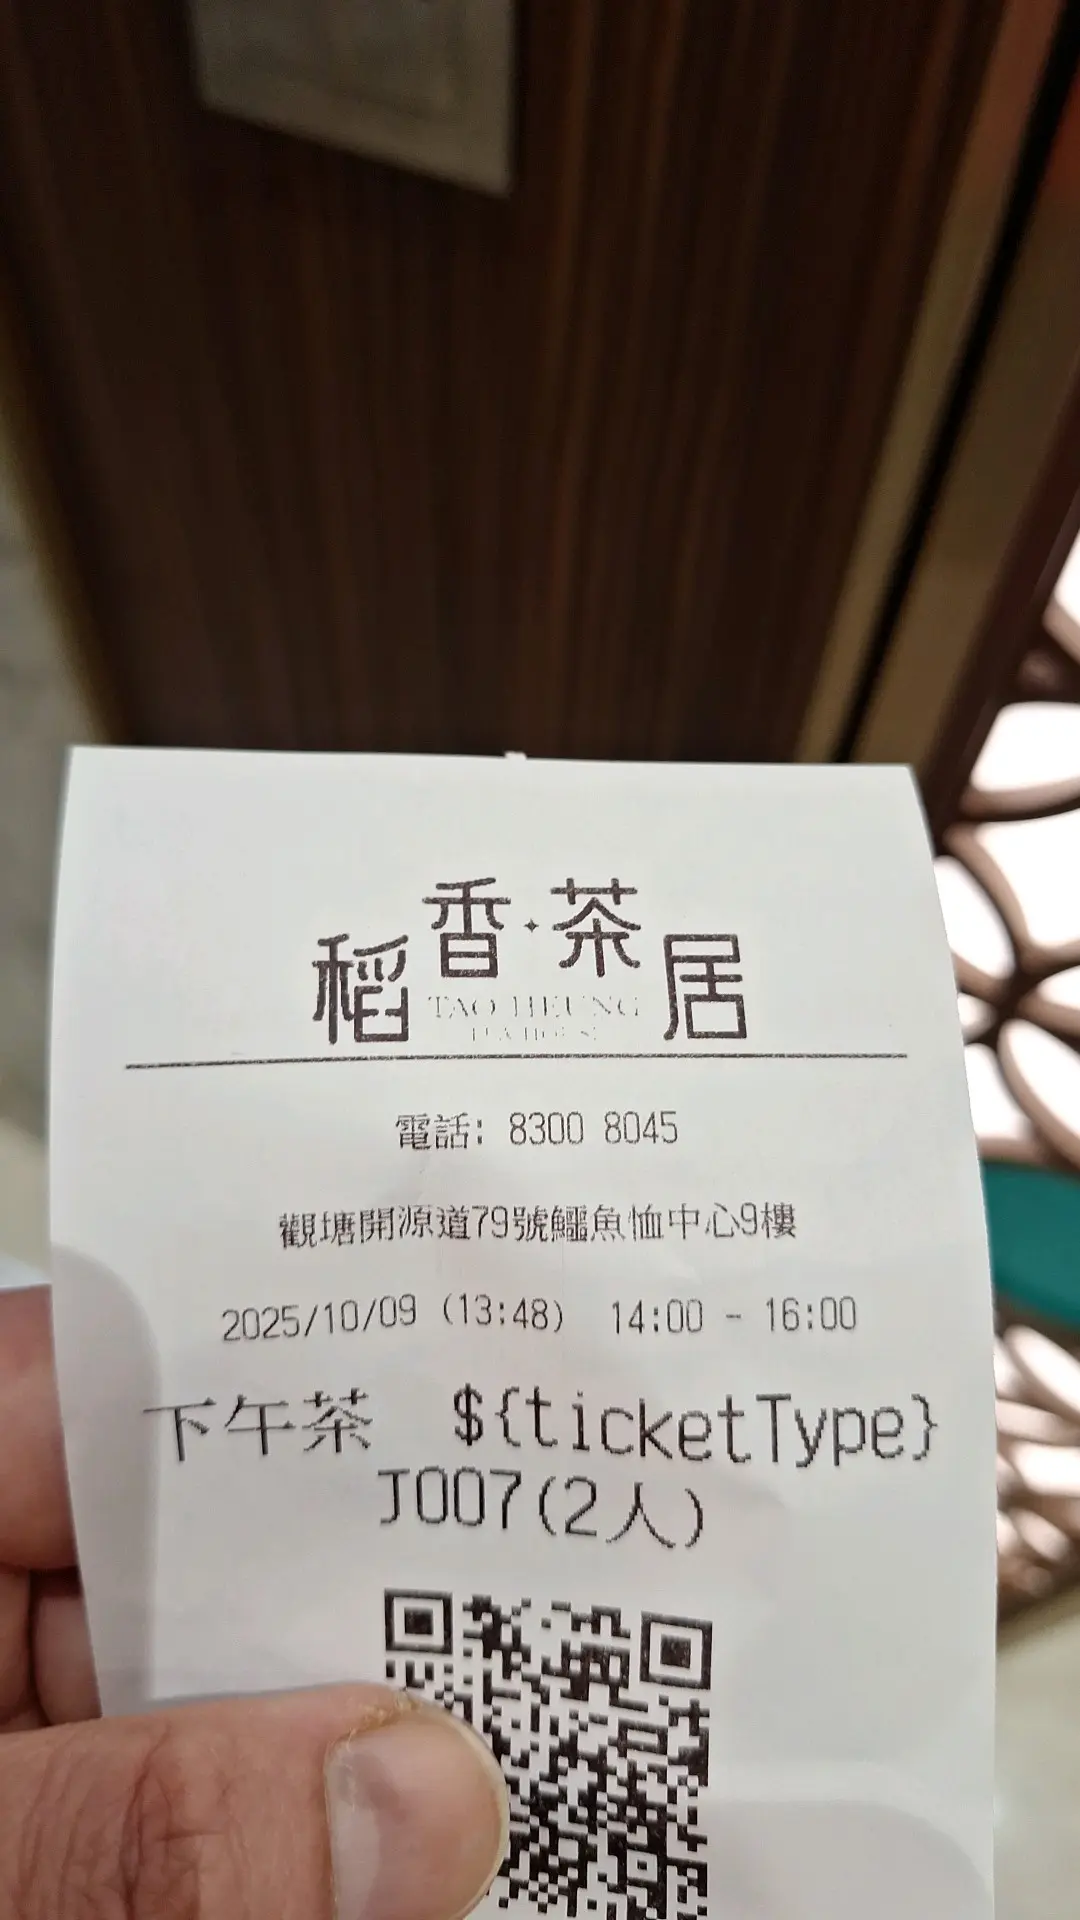 稻香·茶居
TAO HEUNG
TEA HOUSE
電話: 8300 8045
觀塘開源道79號鱷魚恤中心9樓
2025/10/09 (13:48) 14:00 - 16:00
下午茶 ${ticketType}
J007(2人)